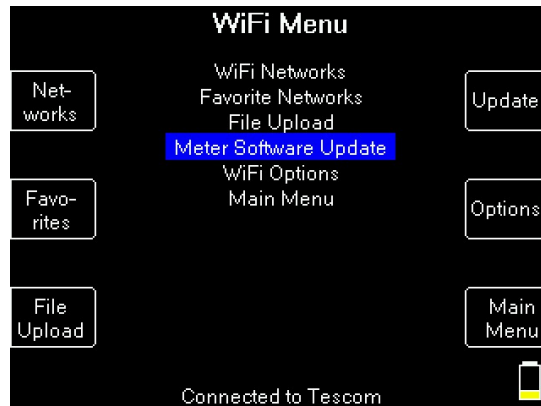 WiFi Menu
WiFi Networks
Favorite Networks
File Upload
Meter Software Update
WiFi Options
Main Menu
Net-
works
Favo-
rites
File
Upload
Update
Options
Main
Menu
Connected to Tescom